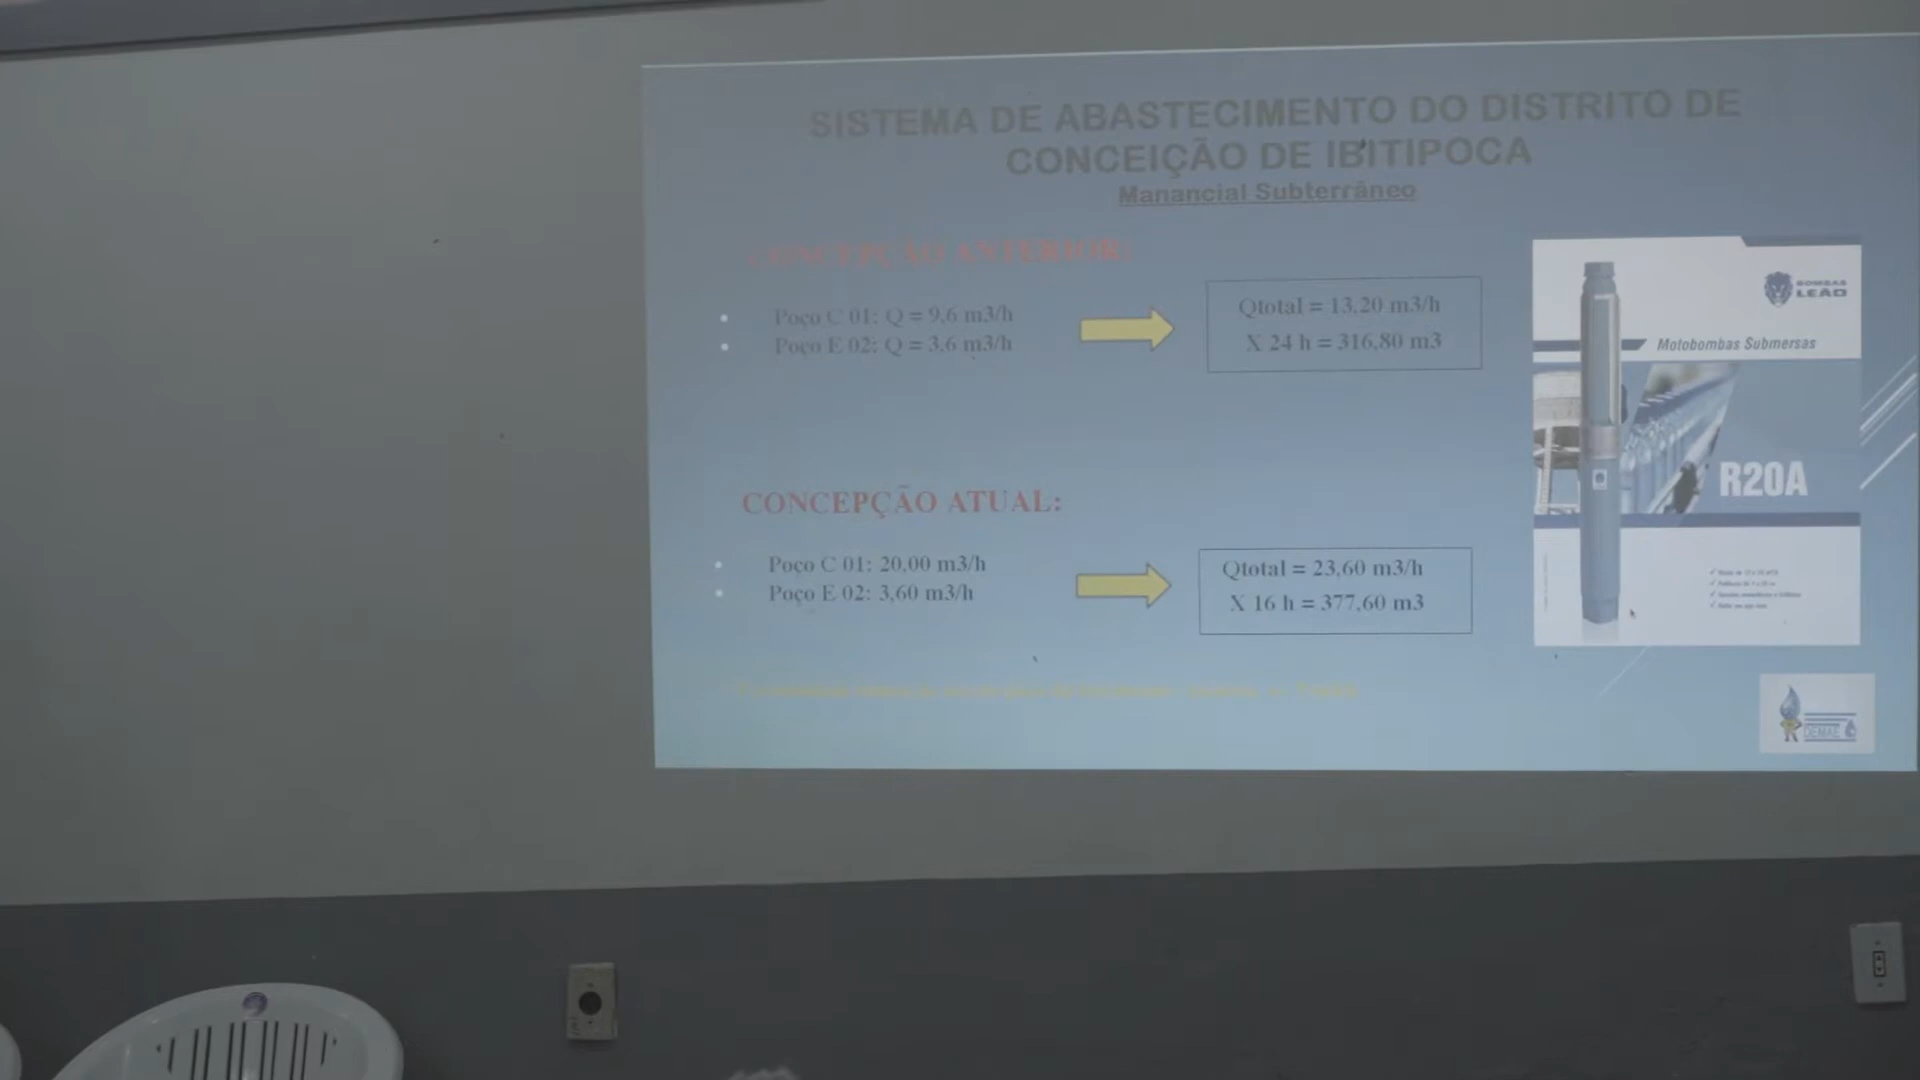 SISTEMA DE ABASTECIMENTO DO DISTRITO DE
CONCEIÇÃO DE IBITIPOCA
Manancial Subterrâneo
CONCEPÇÃO ANTERIOR:
Poço C 01: Q = 9,6 m3/h
Poço E 02: Q = 3,6 m3/h
Qtotal = 13,20 m3/h
X 24 h = 316,80 m3
CONCEPÇÃO ATUAL:
Poço C 01: 20,00 m3/h
Poço E 02: 3,60 m3/h
Qtotal = 23,60 m3/h
X 16 h = 377,60 m3
BOMBAS
LEÃO
Motobombas Submersas
R20A
DEMAE